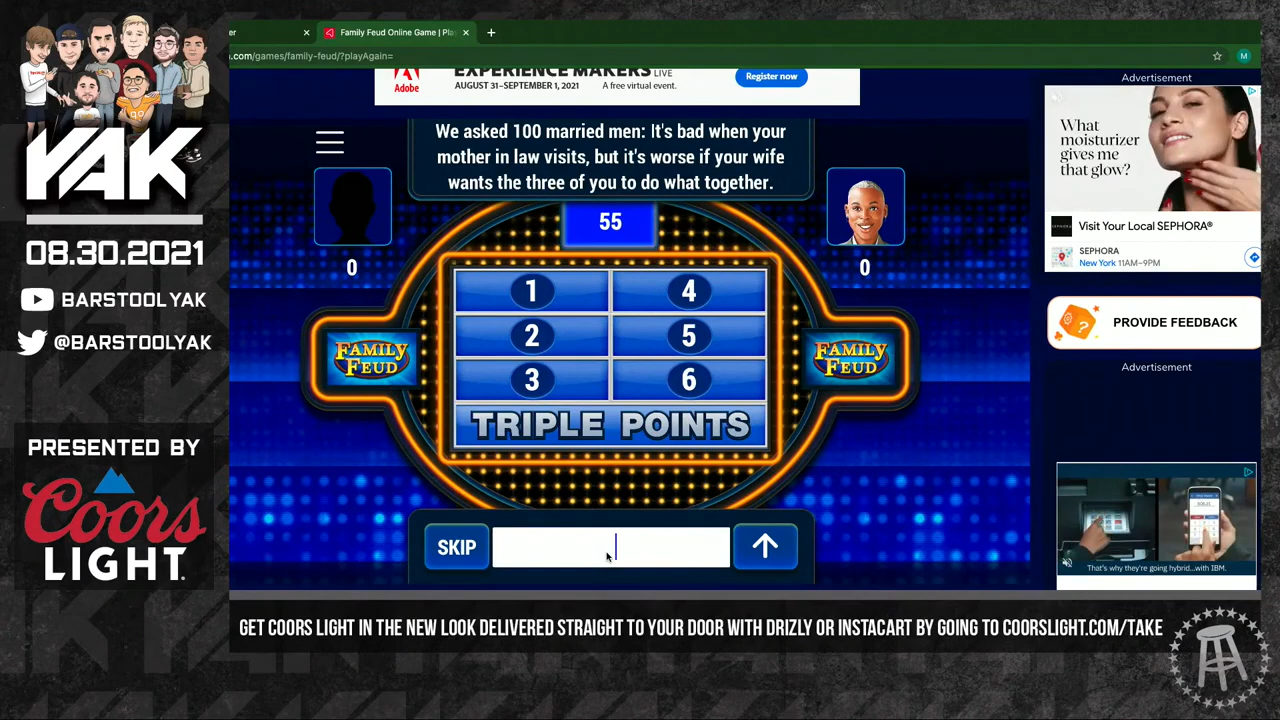 er
Family Feud Online Game | Pla
.com/games/family-feud/?playAgain=
M
Adobe
EXPERIENCE MAKERS LIVE
AUGUST 31–SEPTEMBER 1, 2021
A free virtual event.
Register now
We asked 100 married men: It's bad when your
mother in law visits, but it's worse if your wife
wants the three of you to do what together.
55
0
0
1
4
2
5
3
6
TRIPLE POINTS
FAMILY
FEUD
FAMILY
FEUD
SKIP
Advertisement
What
moisturizer
gives me
that glow?
Visit Your Local SEPHORA®
SEPHORA
SEPHORA
New York 11AM–9PM
PROVIDE FEEDBACK
Advertisement
That's why they're going hybrid...with IBM.
YAK
08.30.2021
BARSTOOLYAK
@BARSTOOLYAK
PRESENTED BY
Coors
LIGHT
GET COORS LIGHT IN THE NEW LOOK DELIVERED STRAIGHT TO YOUR DOOR WITH DRIZLY OR INSTACART BY GOING TO COORSLIGHT.COM/TAKE